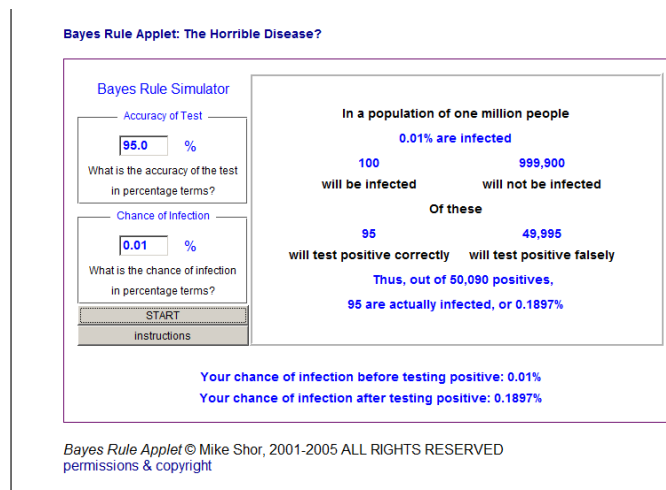 Bayes Rule Applet: The Horrible Disease?
Bayes Rule Simulator
Accuracy of Test
95.0 %
What is the accuracy of the test
in percentage terms?
Chance of Infection
0.01 %
What is the chance of infection
in percentage terms?
START
instructions
In a population of one million people
0.01% are infected
100 999,900
will be infected will not be infected
Of these
95 49,995
will test positive correctly will test positive falsely
Thus, out of 50,090 positives,
95 are actually infected, or 0.1897%
Your chance of infection before testing positive: 0.01%
Your chance of infection after testing positive: 0.1897%
Bayes Rule Applet © Mike Shor, 2001-2005 ALL RIGHTS RESERVED
permissions & copyright